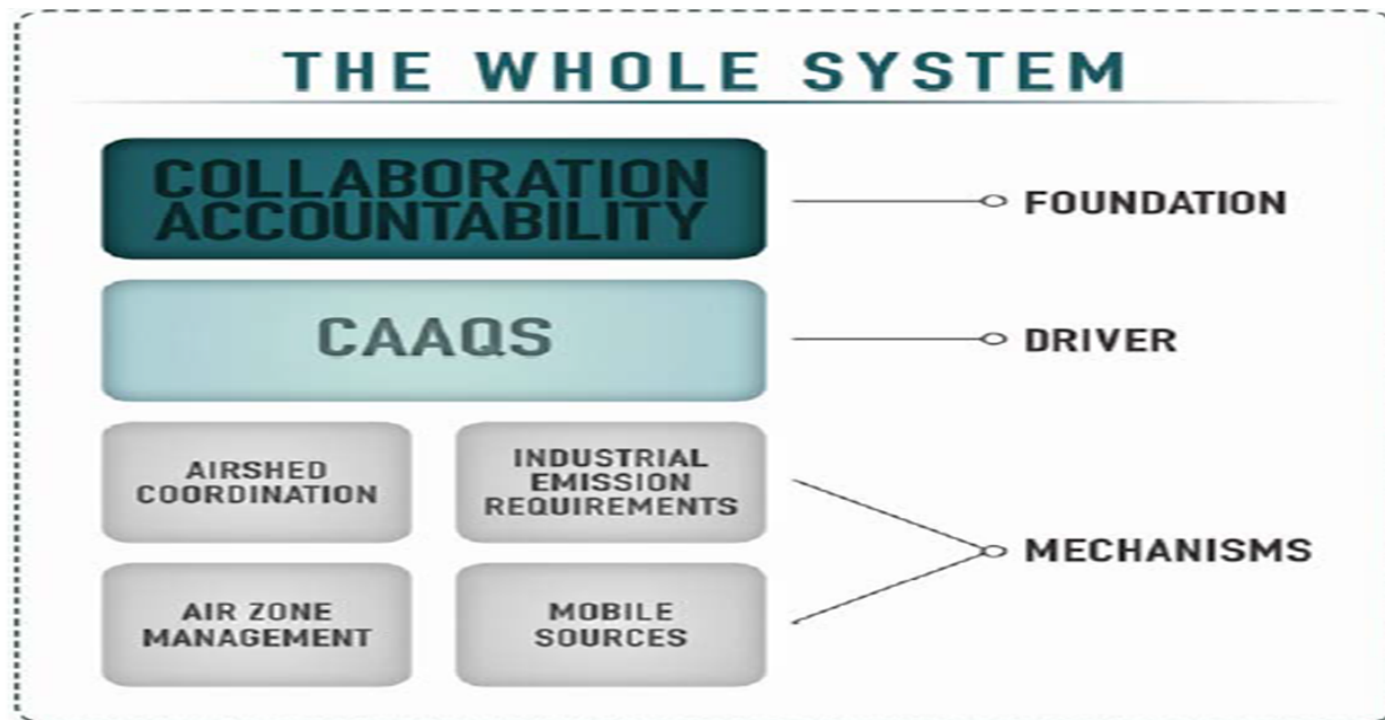 THE WHOLE SYSTEM
COLLABORATION
ACCOUNTABILITY
FOUNDATION
CAAQS
DRIVER
AIRSHED
COORDINATION
INDUSTRIAL
EMISSION
REQUIREMENTS
AIR ZONE
MANAGEMENT
MOBILE
SOURCES
MECHANISMS